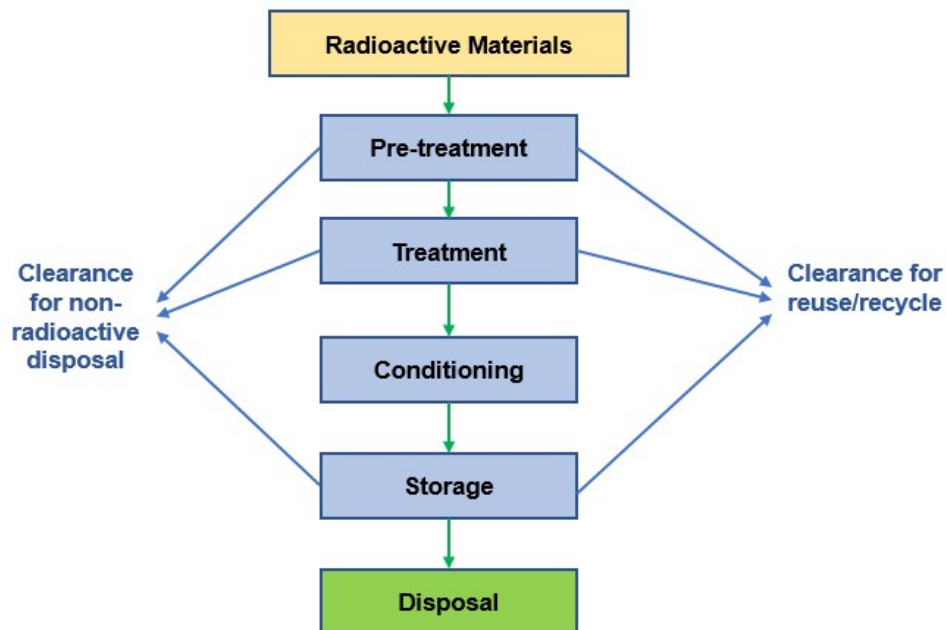 Radioactive Materials
Pre-treatment
Treatment
Clearance
for non-
radioactive
disposal
Clearance for
reuse/recycle
Conditioning
Storage
Disposal